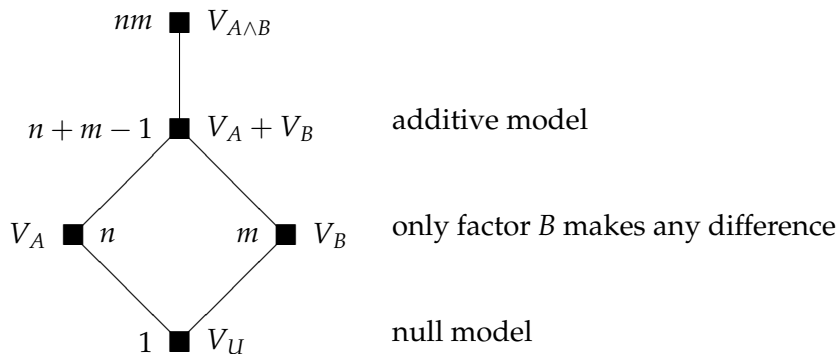 nm V_{A∧B}
n + m − 1 V_A + V_B additive model
V_A n m V_B only factor B makes any difference
1 V_U null model